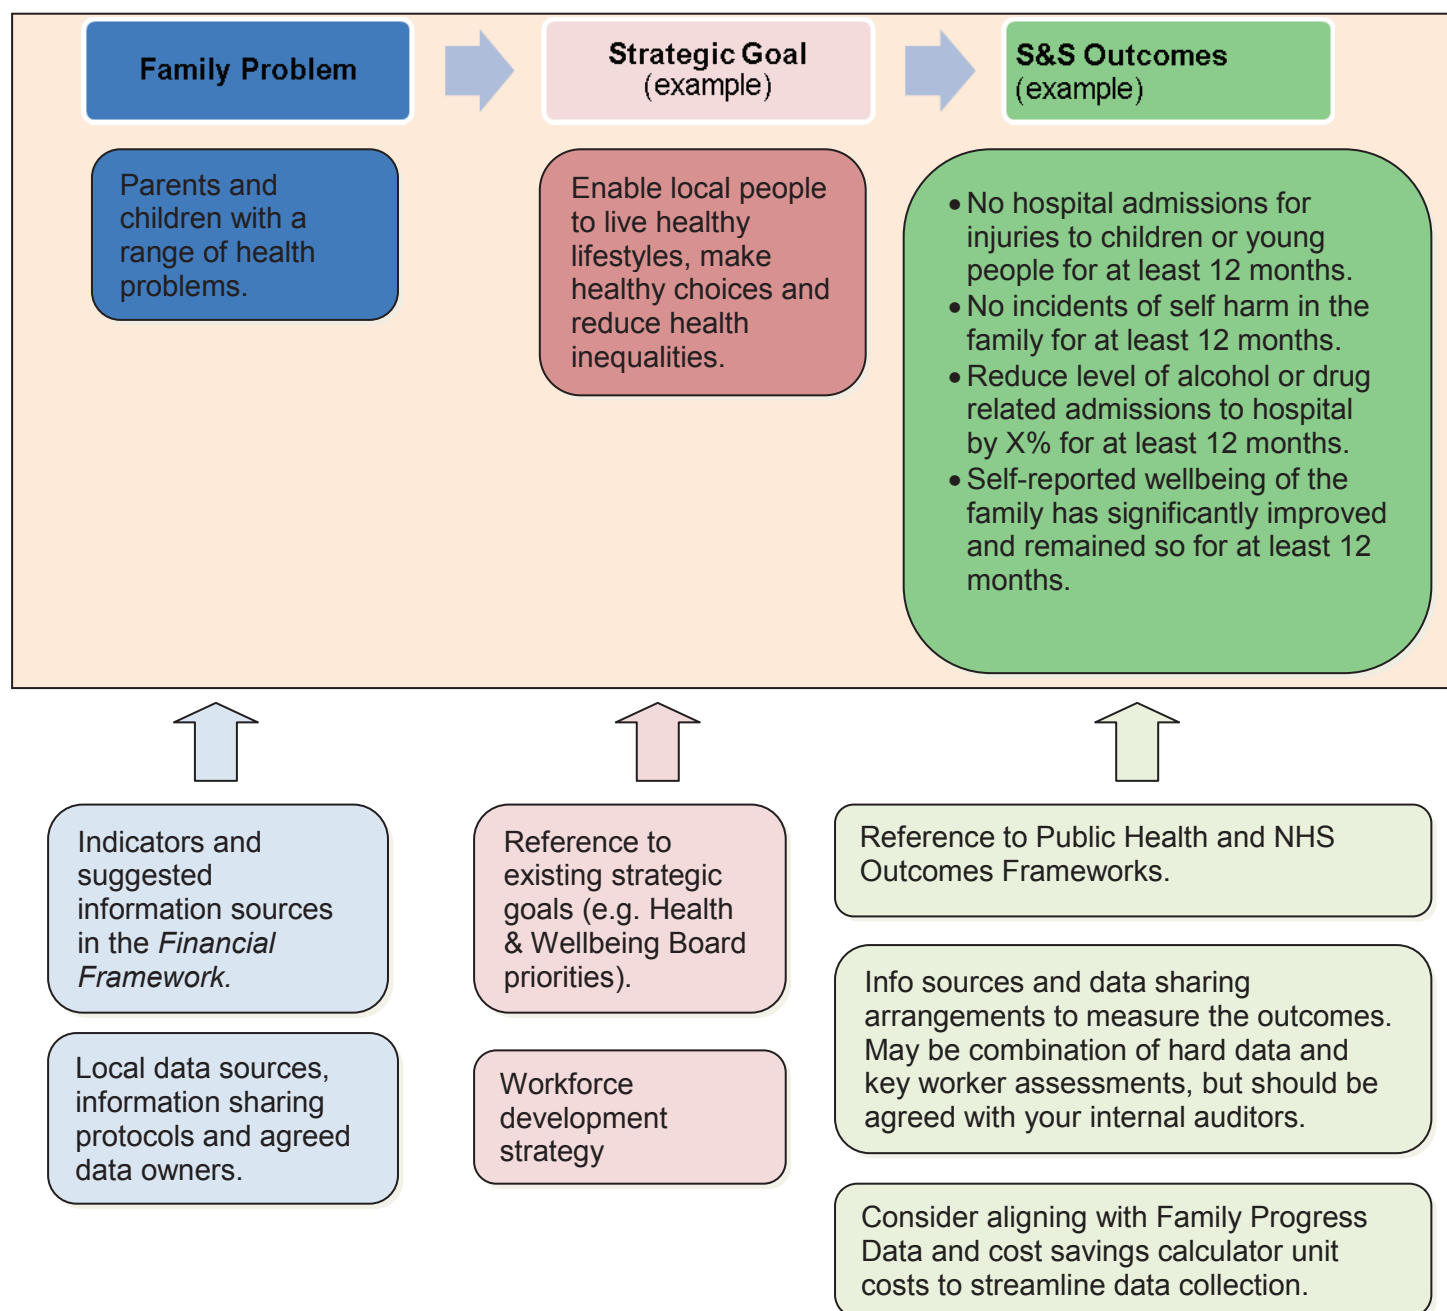 Family Problem
Strategic Goal
(example)
S&S Outcomes
(example)
Parents and
children with a
range of health
problems.
Enable local people
to live healthy
lifestyles, make
healthy choices and
reduce health
inequalities.
• No hospital admissions for
injuries to children or young
people for at least 12 months.
• No incidents of self harm in the
family for at least 12 months.
• Reduce level of alcohol or drug
related admissions to hospital
by X% for at least 12 months.
• Self-reported wellbeing of the
family has significantly improved
and remained so for at least 12
months.
Indicators and
suggested
information sources
in the Financial
Framework.
Local data sources,
information sharing
protocols and agreed
data owners.
Reference to
existing strategic
goals (e.g. Health
& Wellbeing Board
priorities).
Workforce
development
strategy
Reference to Public Health and NHS
Outcomes Frameworks.
Info sources and data sharing
arrangements to measure the outcomes.
May be combination of hard data and
key worker assessments, but should be
agreed with your internal auditors.
Consider aligning with Family Progress
Data and cost savings calculator unit
costs to streamline data collection.